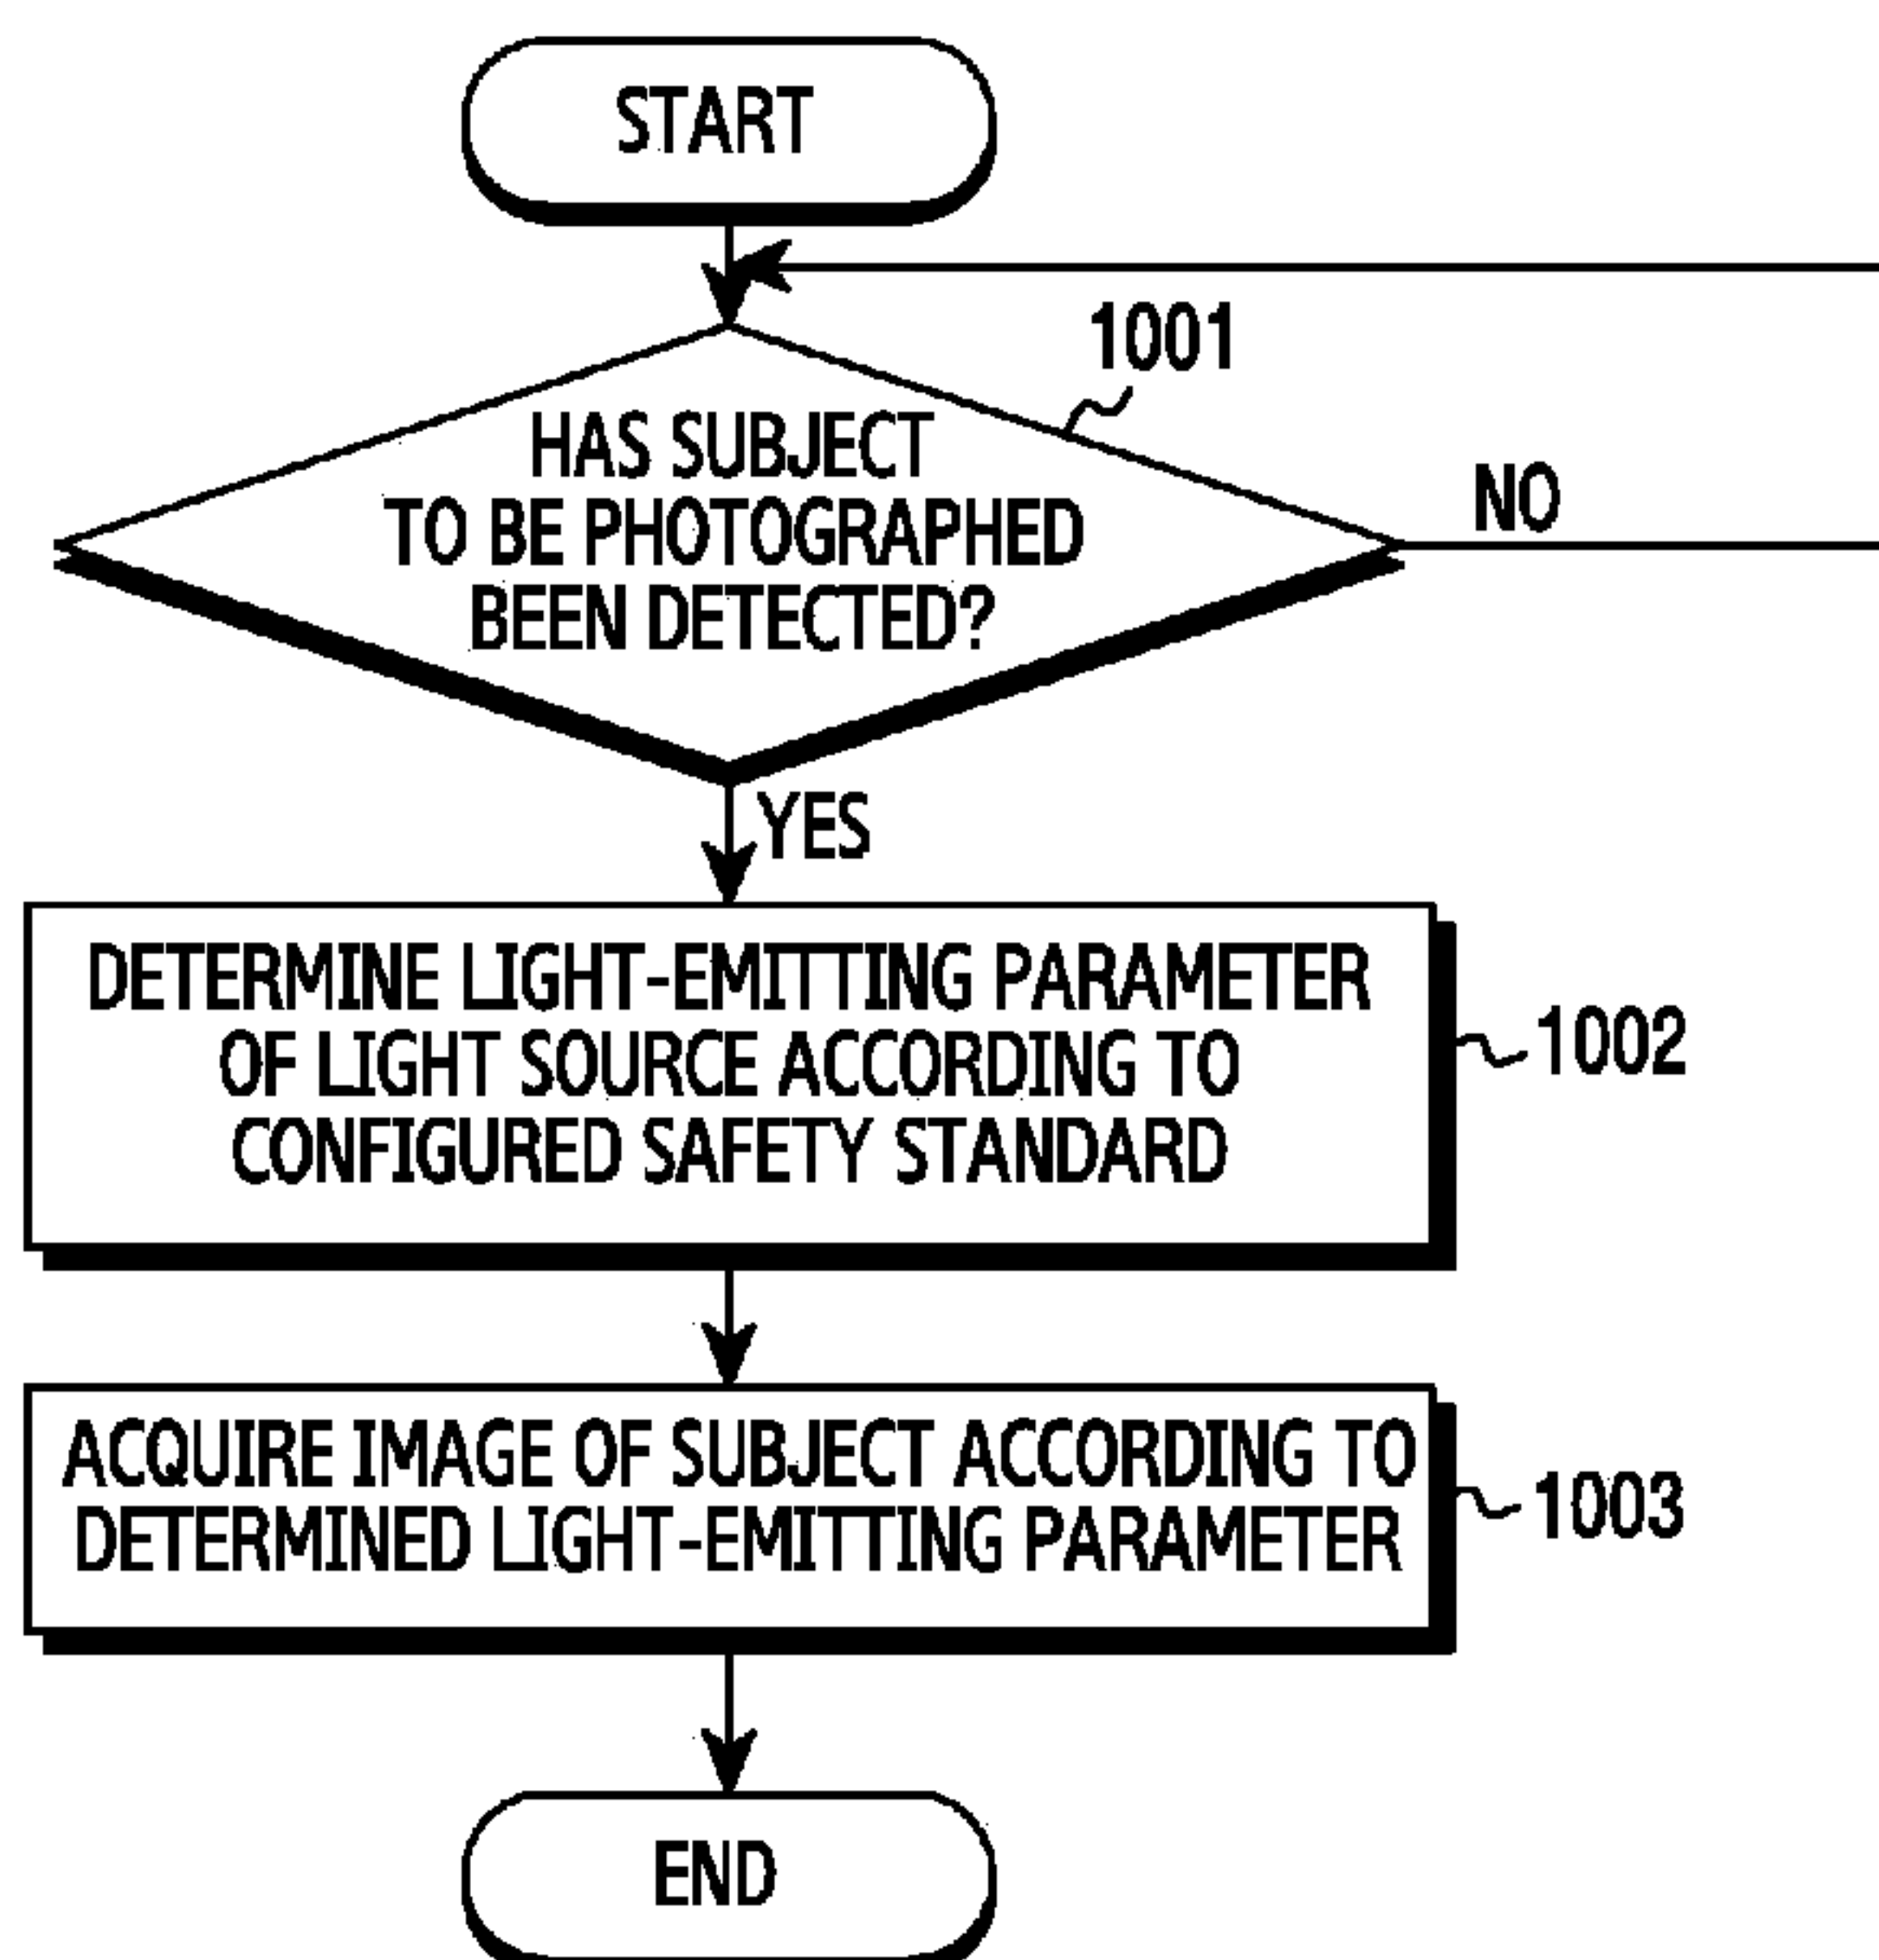 START
1001
HAS SUBJECT
TO BE PHOTOGRAPHED
BEEN DETECTED?
NO
YES
DETERMINE LIGHT-EMITTING PARAMETER
OF LIGHT SOURCE ACCORDING TO
CONFIGURED SAFETY STANDARD
1002
ACQUIRE IMAGE OF SUBJECT ACCORDING TO
DETERMINED LIGHT-EMITTING PARAMETER
1003
END